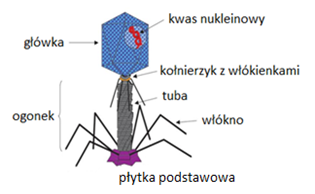 kwas nukleinowy
główka
kołnierzyk z włókienkami
tuba
ogonek
włókno
płytka podstawowa